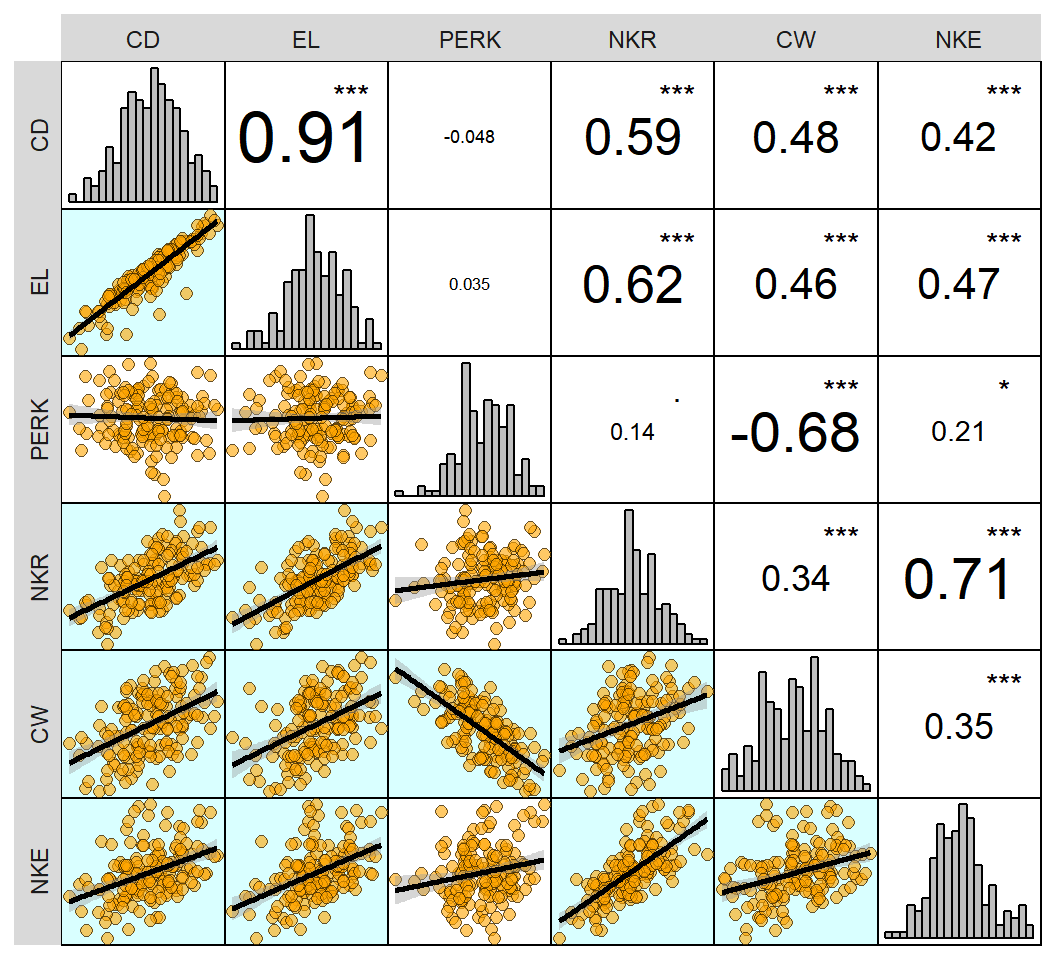 CD EL PERK NKR CW NKE
CD *** *** *** ***
0.91 -0.048 0.59 0.48 0.42
EL *** *** ***
0.035 0.62 0.46 0.47
PERK . *** *
0.14 -0.68 0.21
NKR *** ***
0.34 0.71
CW ***
0.35
NKE